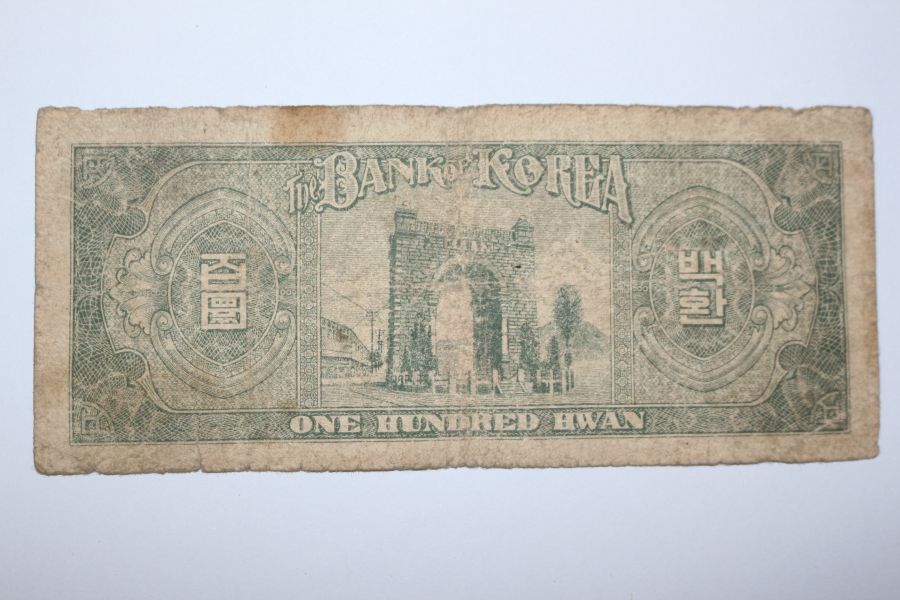 The BANK OF KOREA
百圜
백환
ONE HUNDRED HWAN